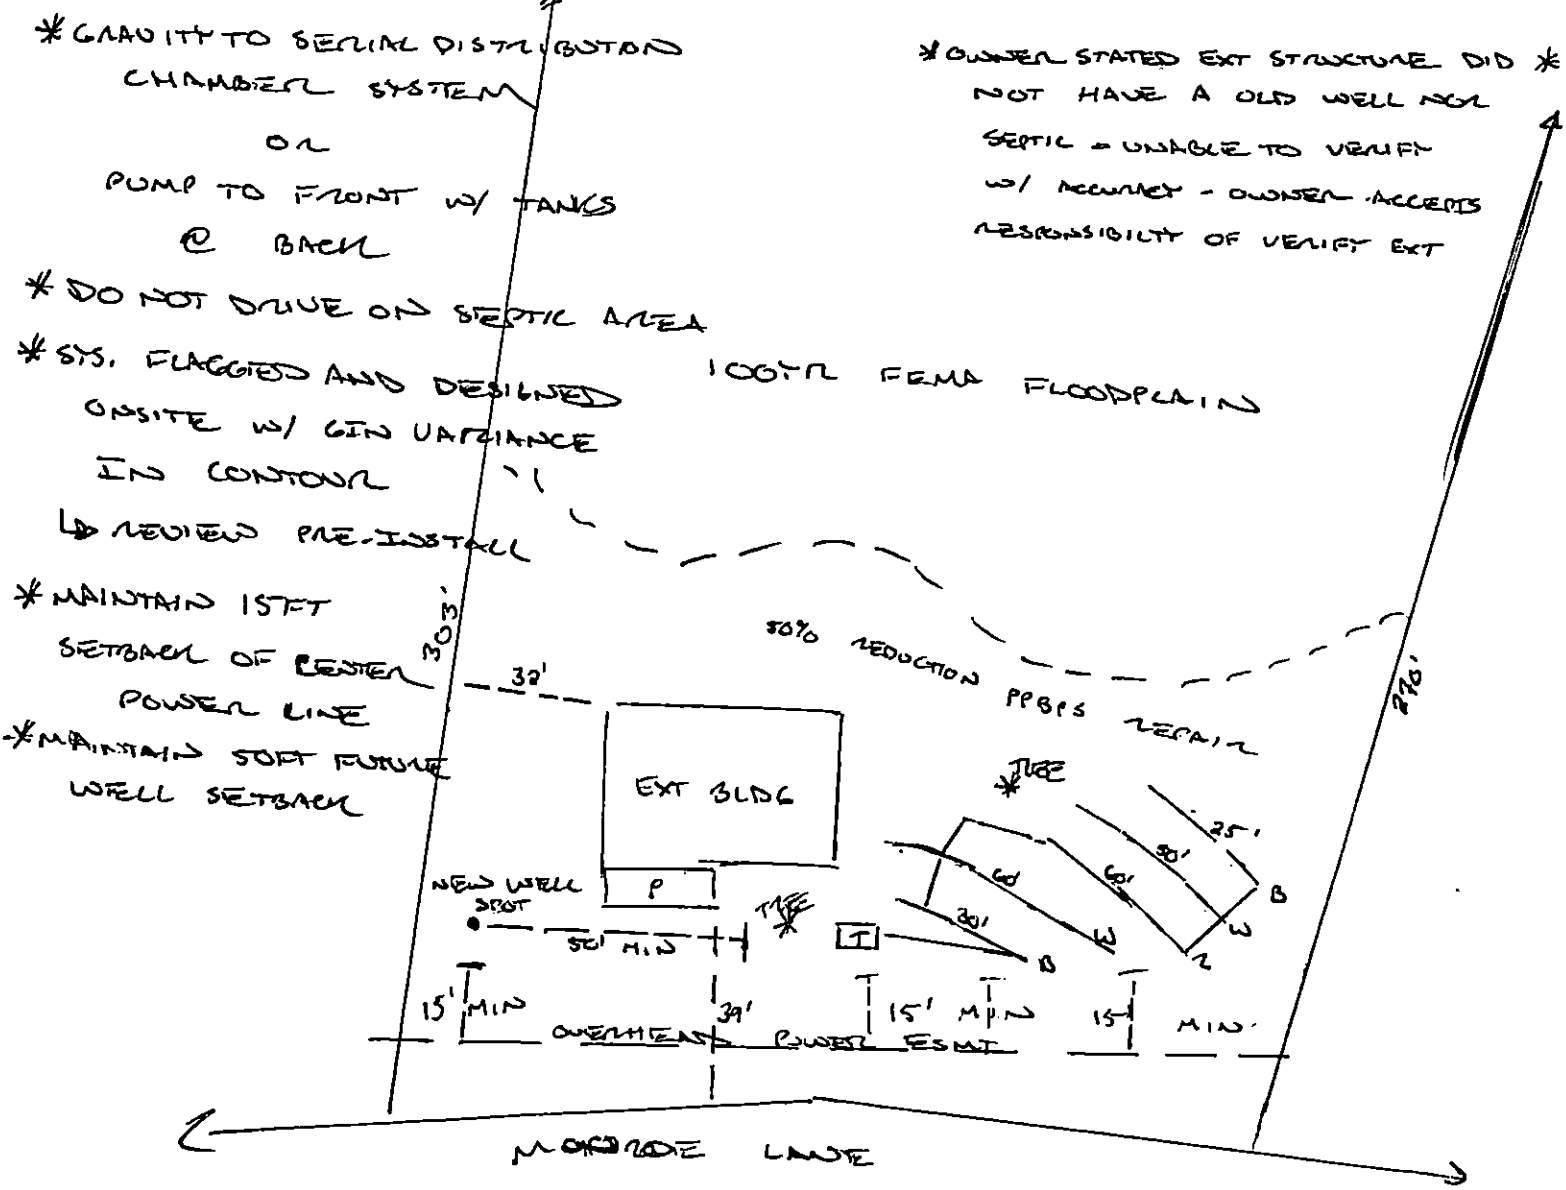 * GRAVITY TO SERIAL DISTRIBUTION
CHAMBER SYSTEM
OR
PUMP TO FRONT W/ TANKS
@ BACK
* DO NOT DRIVE ON SEPTIC AREA
* SYS. FLAGGED AND DESIGNED
ONSITE W/ 6IN VARIANCE
IN CONTOUR
↳ REVIEW PRE-INSTALL
* MAINTAIN 15FT
SETBACK OF CENTER
POWER LINE
* MAINTAIN 50FT FUTURE
WELL SETBACK
* OWNER STATED EXT STRUCTURE DID *
NOT HAVE A OLD WELL NOR
SEPTIC - UNABLE TO VERIFY
W/ ACCURACY - OWNER ACCEPTS
RESPONSIBILTY OF VERIFY EXT
100YR FEMA FLOODPLAIN
303'
32'
270'
50% REDUCTION PPBPS REPAIR
EXT BLDG
P
* TREE
25'
50'
60'
60'
30'
B
W
R
W
B
NEW WELL
SPOT
50' MIN
TREE
*
T
15' MIN
39'
15' MIN
15' MIN.
OVERHEAD POWER ESMT
LANE